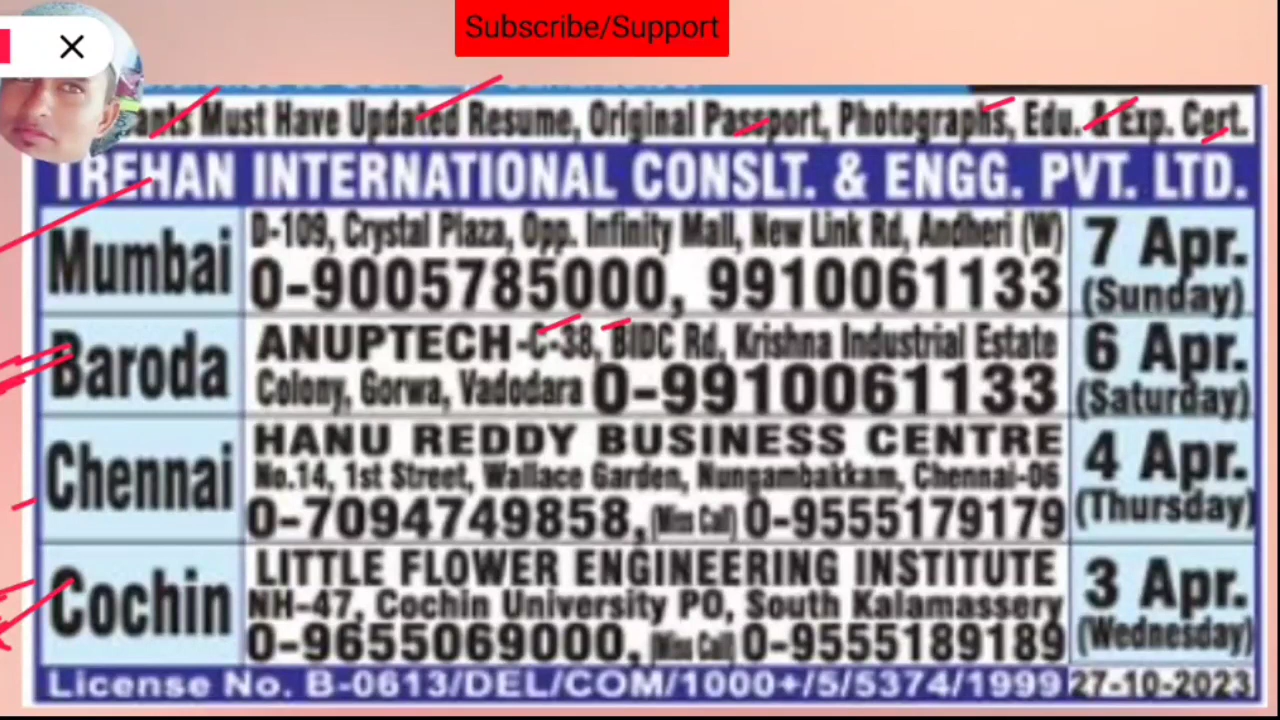 Subscribe/Support
ants Must Have Updated Resume, Original Passport, Photographs, Edu. & Exp. Cert.
TREHAN INTERNATIONAL CONSLT. & ENGG. PVT. LTD.
Mumbai
D-109, Crystal Plaza, Opp. Infinity Mall, New Link Rd, Andheri (W)
0-9005785000, 9910061133
7 Apr.
(Sunday)
Baroda
ANUPTECH-C-38, BIDC Rd, Krishna Industrial Estate
Colony, Gorwa, Vadodara 0-9910061133
6 Apr.
(Saturday)
Chennai
HANU REDDY BUSINESS CENTRE
No.14, 1st Street, Wallace Garden, Nungambakkam, Chennai-06
0-7094749858, (Miss Call) 0-9555179179
4 Apr.
(Thursday)
Cochin
LITTLE FLOWER ENGINEERING INSTITUTE
NH-47, Cochin University PO, South Kalamassery
0-9655069000, (Miss Call) 0-9555189189
3 Apr.
(Wednesday)
License No. B-0613/DEL/COM/1000+/5/5374/1999 27-10-2023